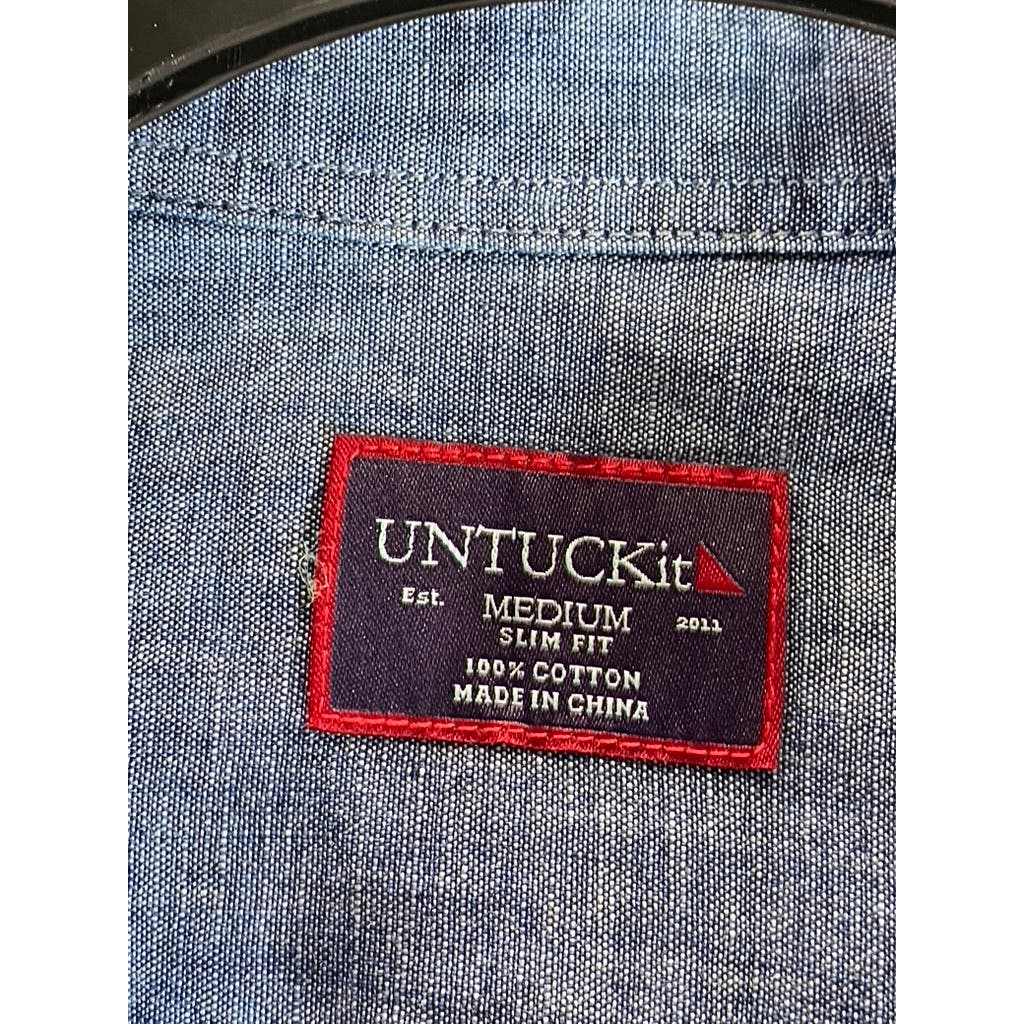 UNTUCKit
Est. MEDIUM 2011
SLIM FIT
100% COTTON
MADE IN CHINA